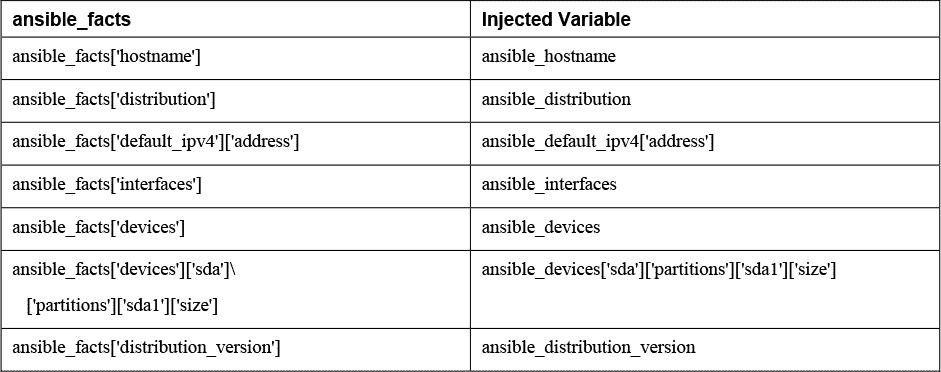 ansible_facts Injected Variable
ansible_facts['hostname'] ansible_hostname
ansible_facts['distribution'] ansible_distribution
ansible_facts['default_ipv4']['address'] ansible_default_ipv4['address']
ansible_facts['interfaces'] ansible_interfaces
ansible_facts['devices'] ansible_devices
ansible_facts['devices']['sda']\ ansible_devices['sda']['partitions']['sda1']['size']
['partitions']['sda1']['size']
ansible_facts['distribution_version'] ansible_distribution_version